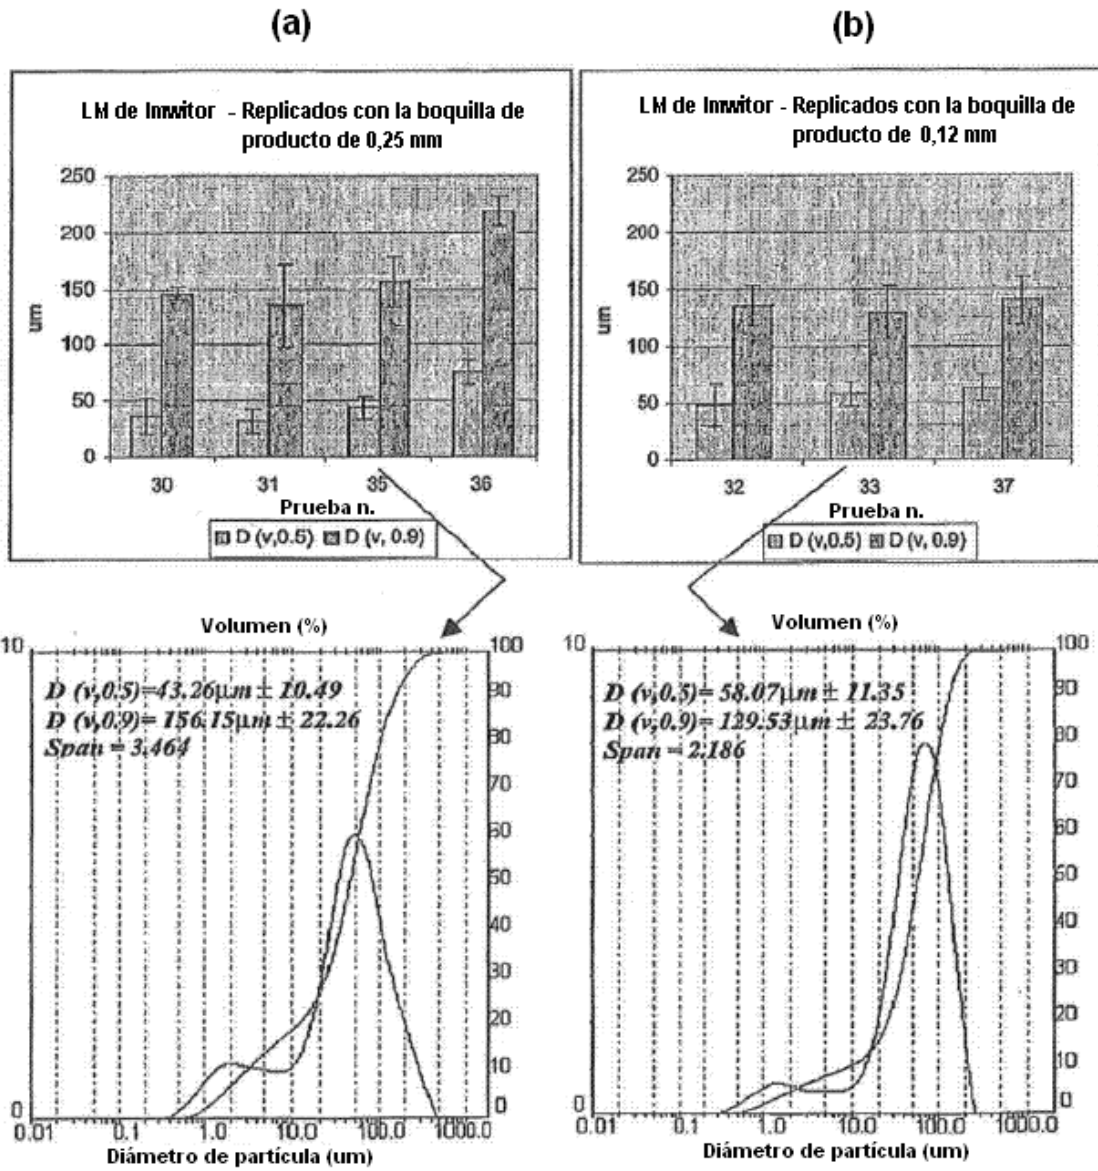 (a)
(b)
LM de Imwitor - Replicados con la boquilla de
producto de 0,25 mm
250
200
150
100
50
0
um
30 31 35 36
Prueba n.
D (v,0.5) D (v, 0.9)
LM de Imwitor - Replicados con la boquilla de
producto de 0,12 mm
250
200
150
100
50
0
um
32 33 37
Prueba n.
D (v,0.5) D (v, 0.9)
Volumen (%)
10
0
100
90
80
70
60
50
40
30
20
10
0
D (v,0.5)=43.26µm ± 10.49
D (v,0.9)= 156.15µm ± 22.26
Span = 3.464
0.01 0.1 1.0 10.0 100.0 1000.0
Diámetro de partícula (um)
Volumen (%)
10
0
100
90
80
70
60
50
40
30
20
10
0
D (v,0.5)= 58.07µm ± 11.35
D (v,0.9)=129.53µm ± 23.76
Span = 2.186
0.01 0.1 1.0 10.0 100.0 1000.0
Diámetro de partícula (um)